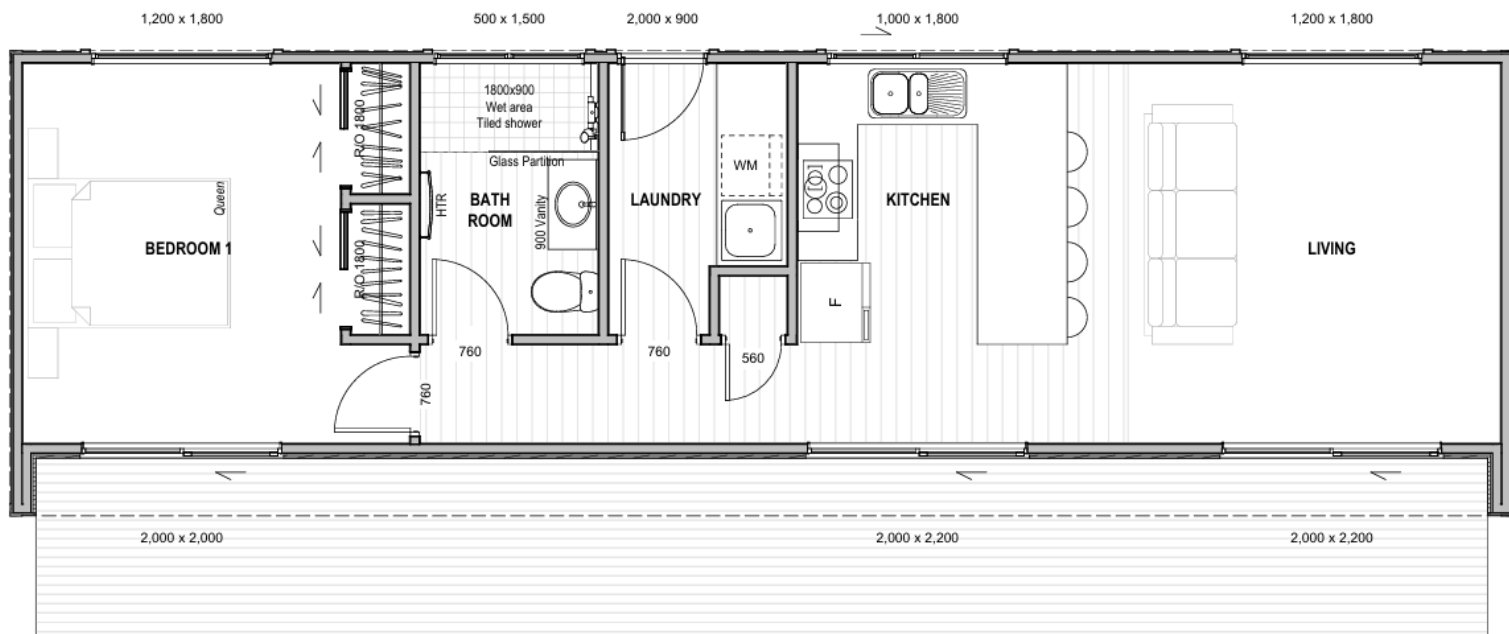 1,200 x 1,800
500 x 1,500
2,000 x 900
1,000 x 1,800
1,200 x 1,800
1800x900
Wet area
Tiled shower
R/O 1800
Glass Partition
WM
Queen
HTR
BATH
ROOM
900 Vanity
LAUNDRY
KITCHEN
BEDROOM 1
R/O 1800
LIVING
F
760
760
560
760
2,000 x 2,000
2,000 x 2,200
2,000 x 2,200